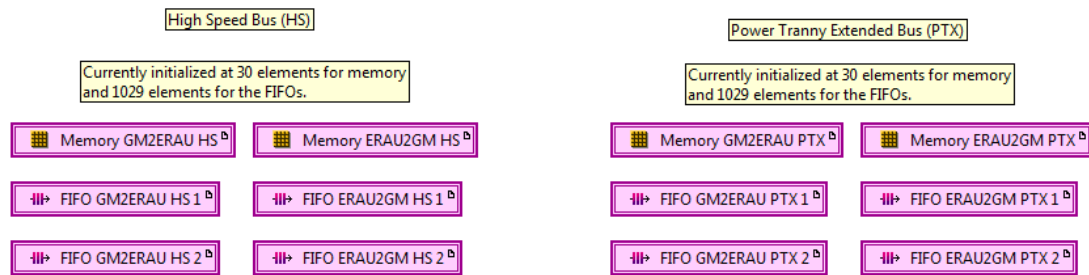 High Speed Bus (HS)
Currently initialized at 30 elements for memory
and 1029 elements for the FIFOs.
Memory GM2ERAU HS
Memory ERAU2GM HS
FIFO GM2ERAU HS 1
FIFO ERAU2GM HS 1
FIFO GM2ERAU HS 2
FIFO ERAU2GM HS 2
Power Tranny Extended Bus (PTX)
Currently initialized at 30 elements for memory
and 1029 elements for the FIFOs.
Memory GM2ERAU PTX
Memory ERAU2GM PTX
FIFO GM2ERAU PTX 1
FIFO ERAU2GM PTX 1
FIFO GM2ERAU PTX 2
FIFO ERAU2GM PTX 2